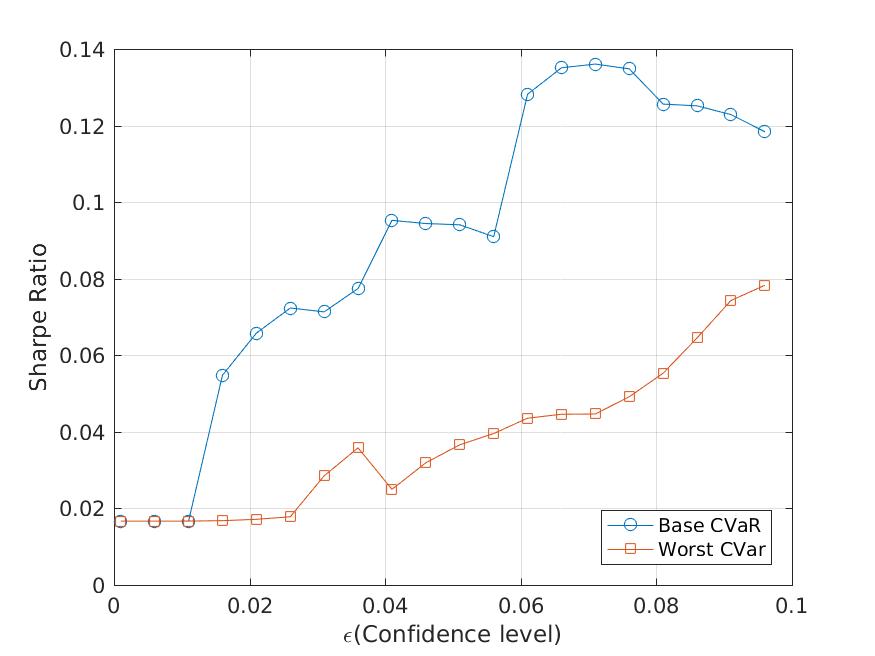 0.14
0.12
0.1
0.08
0.06
0.04
0.02
0
Sharpe Ratio
Base CVaR
Worst CVar
0 0.02 0.04 0.06 0.08 0.1
ϵ(Confidence level)